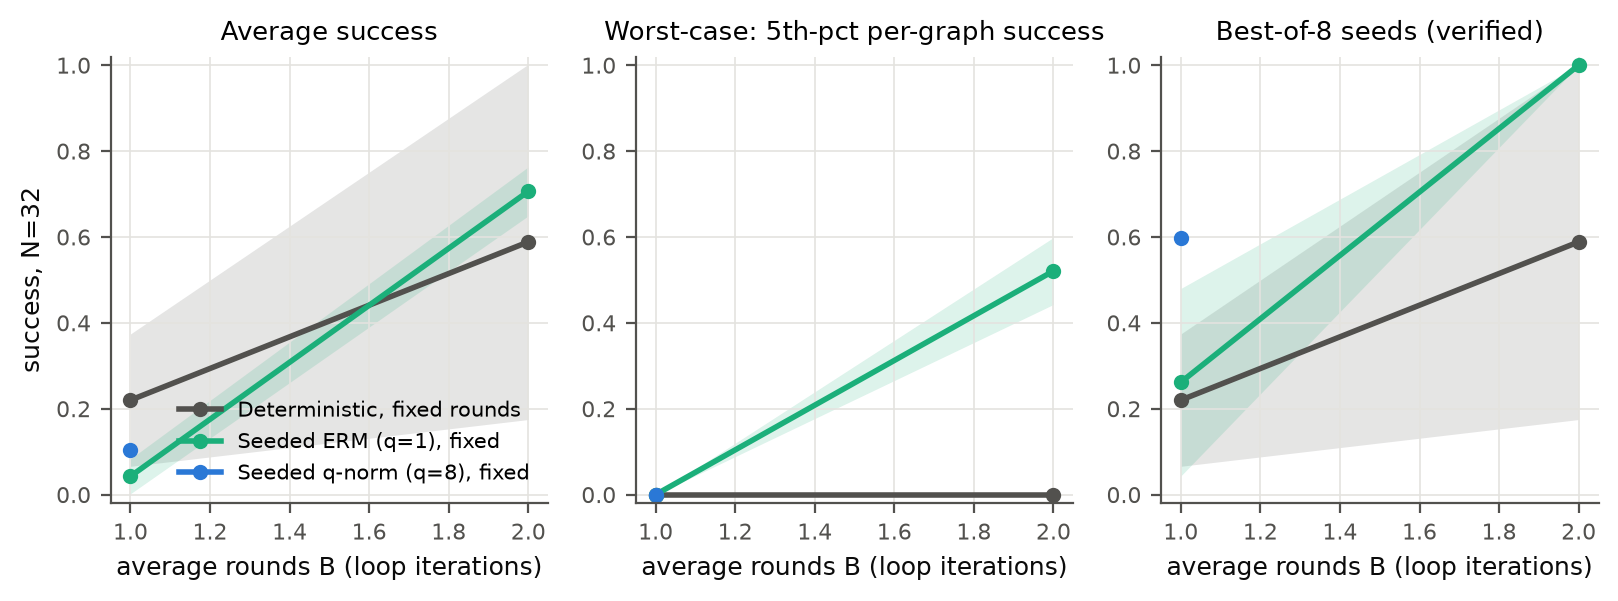 Average success
Worst-case: 5th-pct per-graph success
Best-of-8 seeds (verified)
success, N=32
1.0
0.8
0.6
0.4
0.2
0.0
1.0 1.2 1.4 1.6 1.8 2.0
average rounds B (loop iterations)
Deterministic, fixed rounds
Seeded ERM (q=1), fixed
Seeded q-norm (q=8), fixed
1.0
0.8
0.6
0.4
0.2
0.0
1.0 1.2 1.4 1.6 1.8 2.0
average rounds B (loop iterations)
1.0
0.8
0.6
0.4
0.2
0.0
1.0 1.2 1.4 1.6 1.8 2.0
average rounds B (loop iterations)